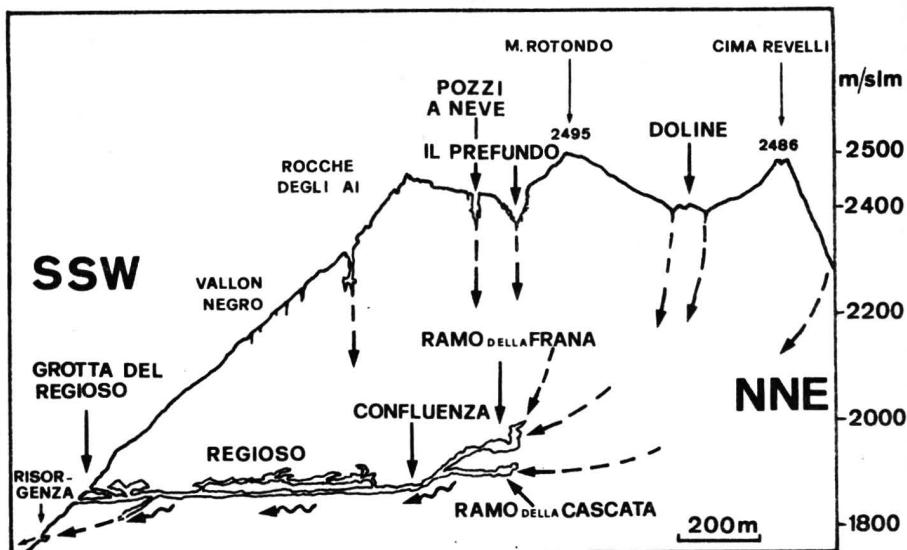 M. ROTONDO
CIMA REVELLI
m/slm
POZZI
A NEVE
2495
DOLINE
2486
IL PREFUNDO
2500
ROCCHE
DEGLI AI
2400
SSW
VALLON
NEGRO
2200
RAMO DELLA FRANA
GROTTA DEL
REGIOSO
NNE
CONFLUENZA
2000
REGIOSO
RISOR-
GENZA
RAMO DELLA CASCATA
200m
1800